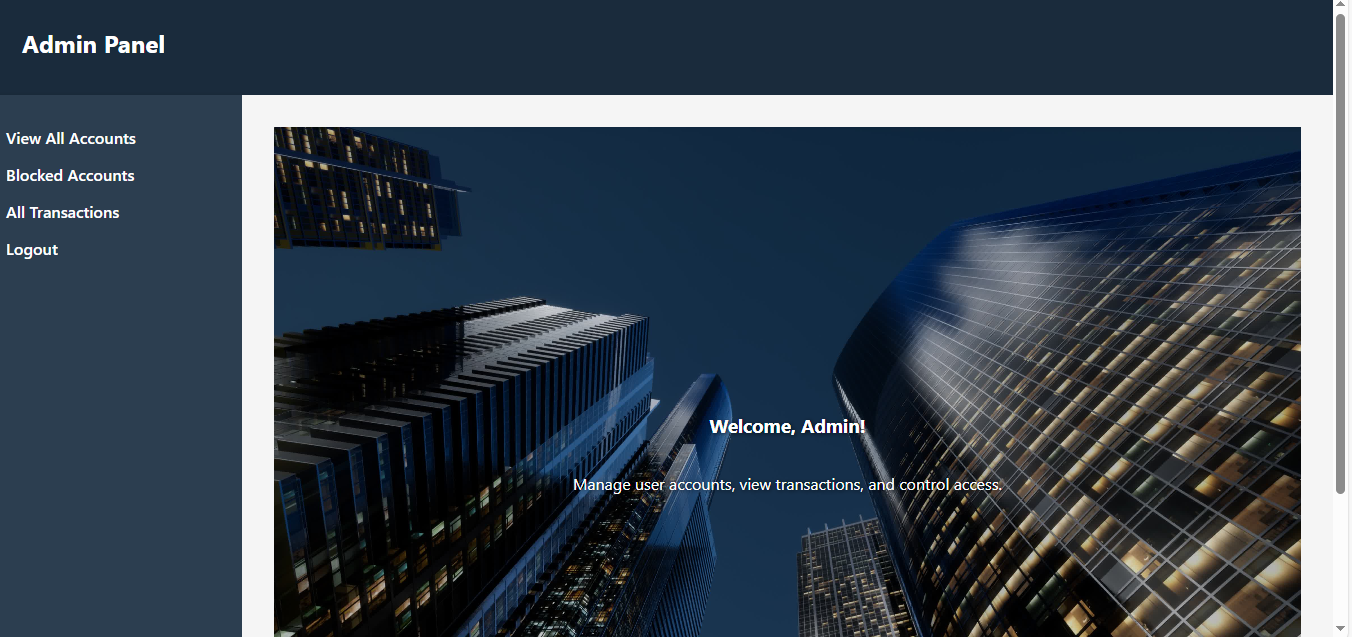 Admin Panel
View All Accounts
Blocked Accounts
All Transactions
Logout
Welcome, Admin!
Manage user accounts, view transactions, and control access.